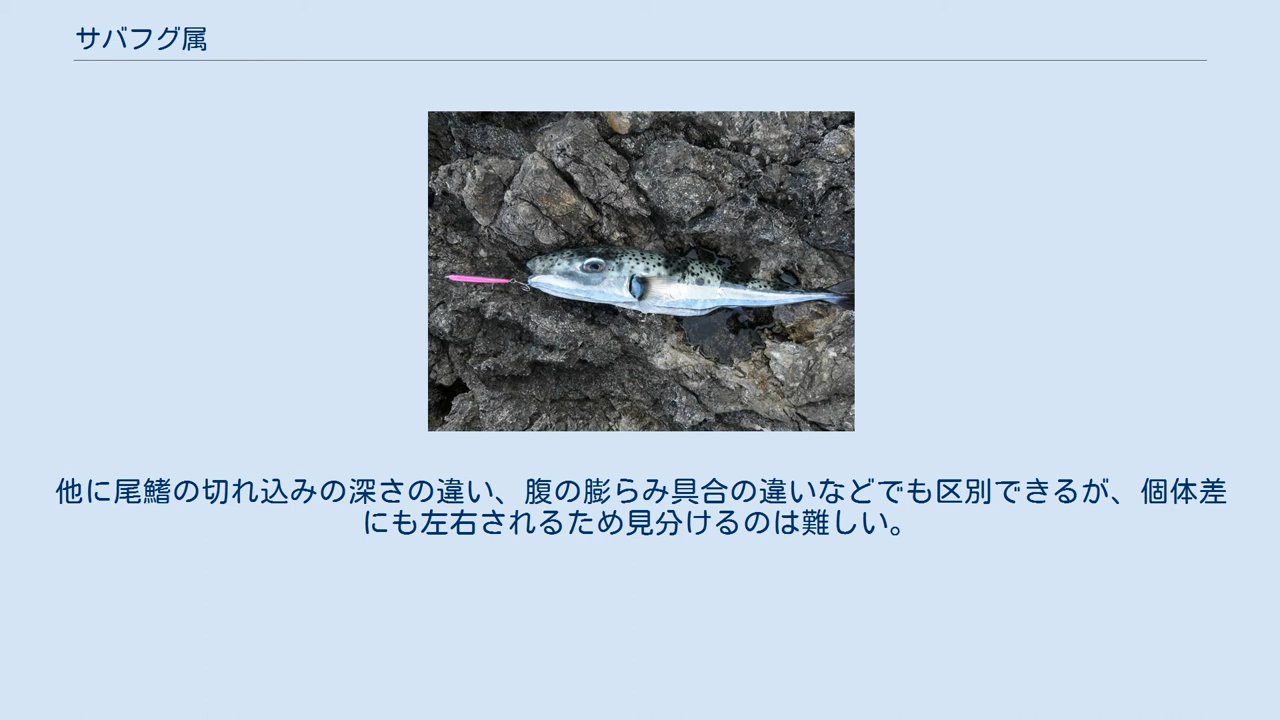 サバフグ属
他に尾鰭の切れ込みの深さの違い、腹の膨らみ具合の違いなどでも区別できるが、個体差
にも左右されるため見分けるのは難しい。